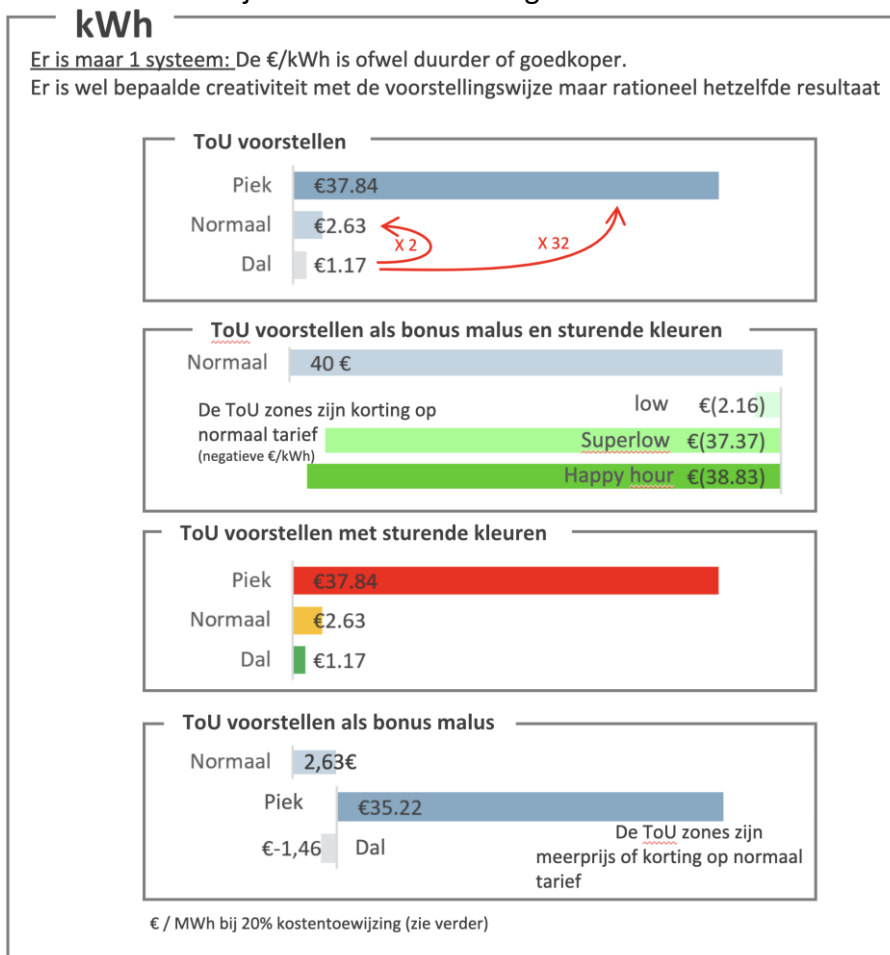 kWh
Er is maar 1 systeem: De €/kWh is ofwel duurder of goedkoper.
Er is wel bepaalde creativiteit met de voorstellingswijze maar rationeel hetzelfde resultaat
ToU voorstellen
Piek €37.84
Normaal €2.63
X 2
X 32
Dal €1.17
ToU voorstellen als bonus malus en sturende kleuren
Normaal 40 €
low €(2.16)
De ToU zones zijn korting op
normaal tarief
(negatieve €/kWh)
Superlow €(37.37)
Happy hour €(38.83)
ToU voorstellen met sturende kleuren
Piek €37.84
Normaal €2.63
Dal €1.17
ToU voorstellen als bonus malus
Normaal 2,63€
Piek €35.22
€-1,46 Dal
De ToU zones zijn
meerprijs of korting op normaal
tarief
€ / MWh bij 20% kostentoewijzing (zie verder)